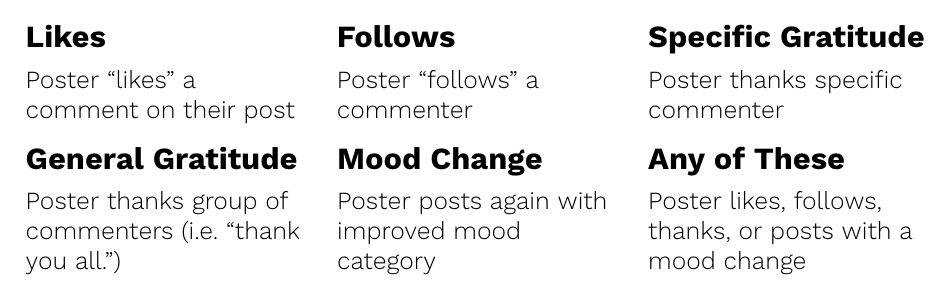 Likes
Poster “likes” a
comment on their post
Follows
Poster “follows” a
commenter
Specific Gratitude
Poster thanks specific
commenter
General Gratitude
Poster thanks group of
commenters (i.e. “thank
you all.”)
Mood Change
Poster posts again with
improved mood
category
Any of These
Poster likes, follows,
thanks, or posts with a
mood change